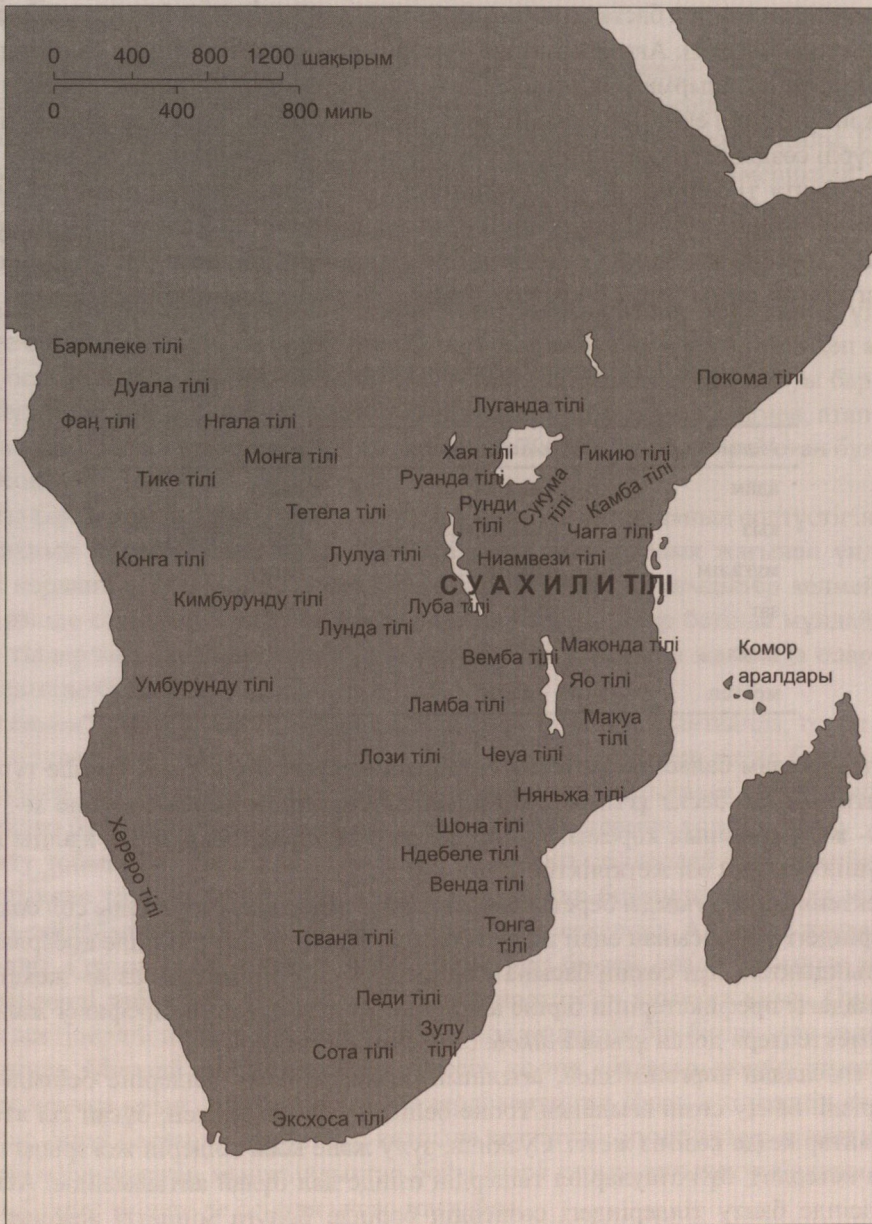 0 400 800 1200 шақырым
0 400 800 миль
Бармлеке тілі
Покома тілі
Дуала тілі
Луганда тілі
Фаң тілі
Нгала тілі
Монга тілі
Хая тілі
Гикию тілі
Тике тілі
Руанда тілі
Сукума
тілі
Камба тілі
Тетела тілі
Рунди
тілі
Чагга тілі
Конга тілі
Лулуа тілі
Ниамвези тілі
СУАХИЛИ ТІЛІ
Кимбурунду тілі
Луба тілі
Лунда тілі
Маконда тілі
Комор
аралдары
Вемба тілі
Умбурунду тілі
Яо тілі
Ламба тілі
Макуа
тілі
Лози тілі
Чеуа тілі
Няньжа тілі
Хереро тілі
Шона тілі
Ндебеле тілі
Венда тілі
Тсвана тілі
Тонга
тілі
Педи тілі
Зулу
тілі
Сота тілі
Эксхоса тілі